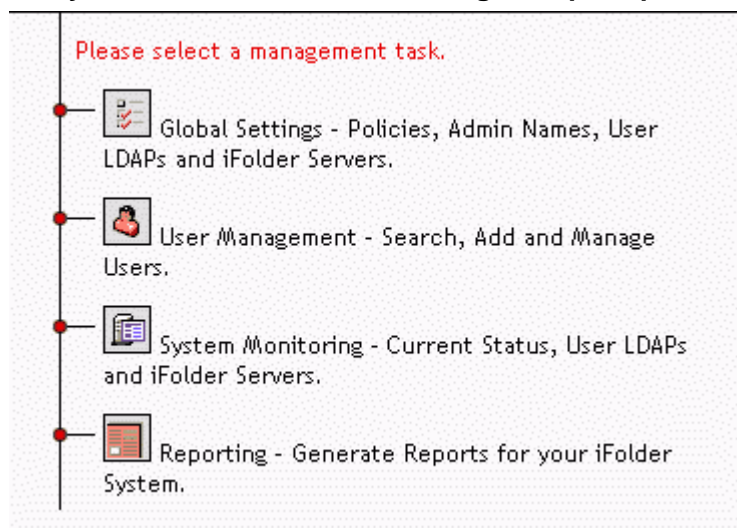 Please select a management task.
Global Settings - Policies, Admin Names, User
LDAPs and iFolder Servers.
User Management - Search, Add and Manage
Users.
System Monitoring - Current Status, User LDAPs
and iFolder Servers.
Reporting - Generate Reports for your iFolder
System.